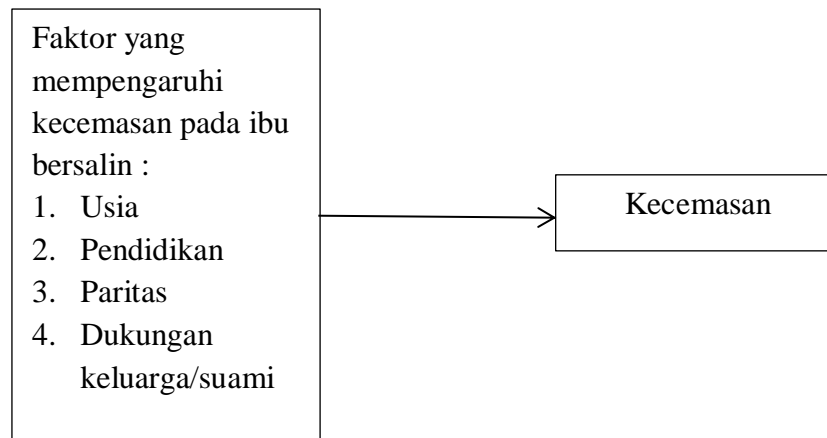 Faktor yang
mempengaruhi
kecemasan pada ibu
bersalin :
1. Usia
2. Pendidikan
3. Paritas
4. Dukungan
keluarga/suami
Kecemasan